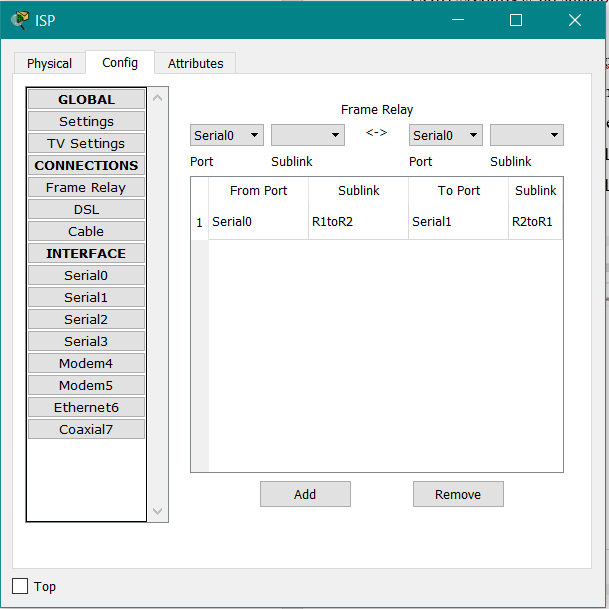 ISP
Physical Config Attributes
GLOBAL
Settings
TV Settings
CONNECTIONS
Frame Relay
DSL
Cable
INTERFACE
Serial0
Serial1
Serial2
Serial3
Modem4
Modem5
Ethernet6
Coaxial7
Frame Relay
Serial0 <-> Serial0
Port Sublink Port Sublink
From Port Sublink To Port Sublink
1 Serial0 R1toR2 Serial1 R2toR1
Add Remove
Top